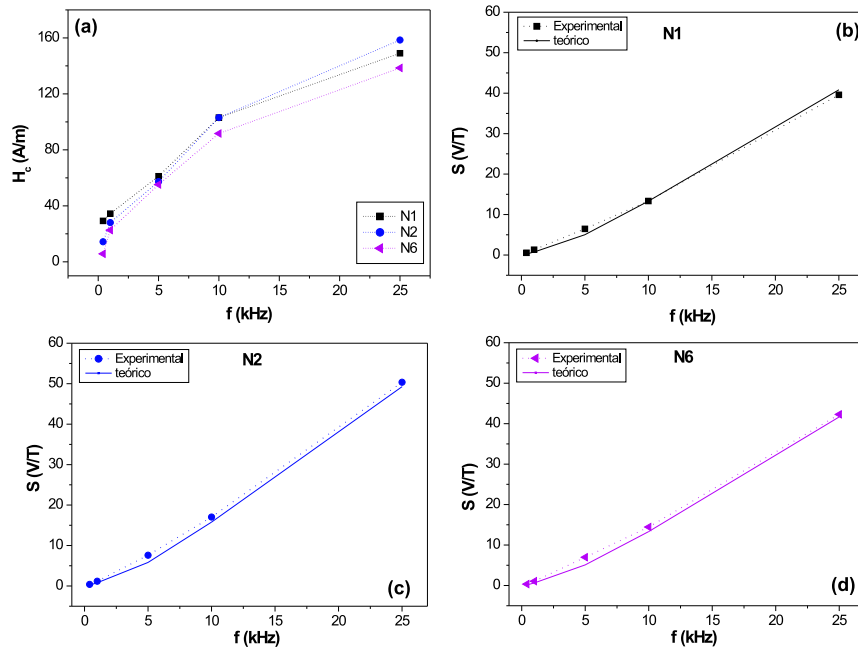 (a)
160
120
80
40
0
H_c (A/m)
0 5 10 15 20 25
f (kHz)
N1
N2
N6
(b)
N1
Experimental
teórico
60
50
40
30
20
10
0
S (V/T)
0 5 10 15 20 25
f (kHz)
N2
Experimental
teórico
60
50
40
30
20
10
0
S (V/T)
(c)
0 5 10 15 20 25
f (kHz)
N6
Experimental
teórico
60
50
40
30
20
10
0
S (V/T)
(d)
0 5 10 15 20 25
f (kHz)